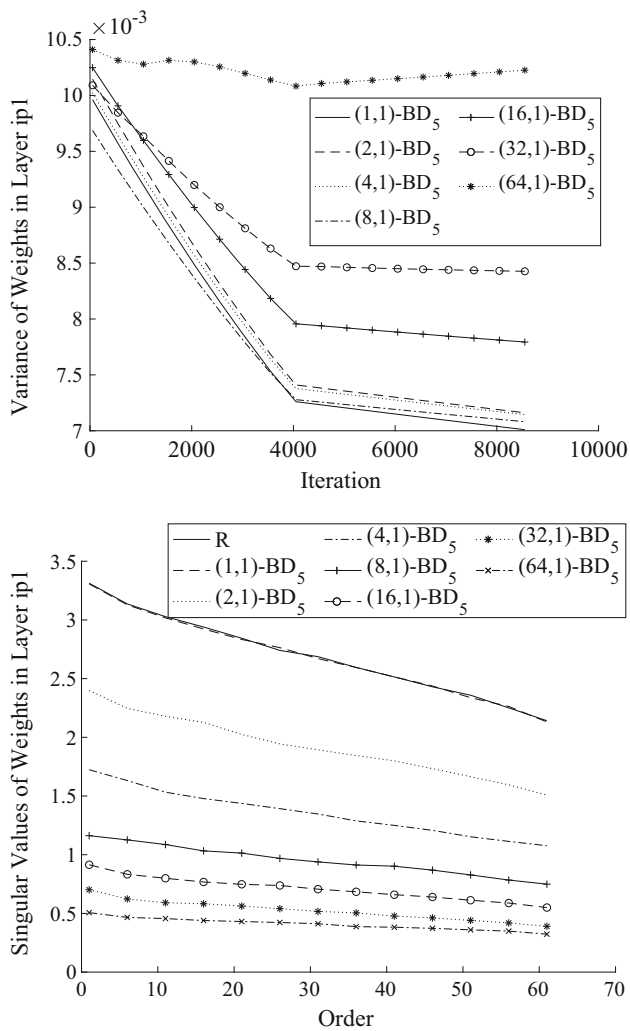 ×10-3
10.5
10
9.5
9
8.5
8
7.5
7
Variance of Weights in Layer ip1
(1,1)-BD5
(2,1)-BD5
(4,1)-BD5
(8,1)-BD5
(16,1)-BD5
(32,1)-BD5
(64,1)-BD5
0 2000 4000 6000 8000 10000
Iteration
R
(1,1)-BD5
(2,1)-BD5
(4,1)-BD5
(8,1)-BD5
(16,1)-BD5
(32,1)-BD5
(64,1)-BD5
3.5
3
2.5
2
1.5
1
0.5
0
Singular Values of Weights in Layer ip1
0 10 20 30 40 50 60 70
Order